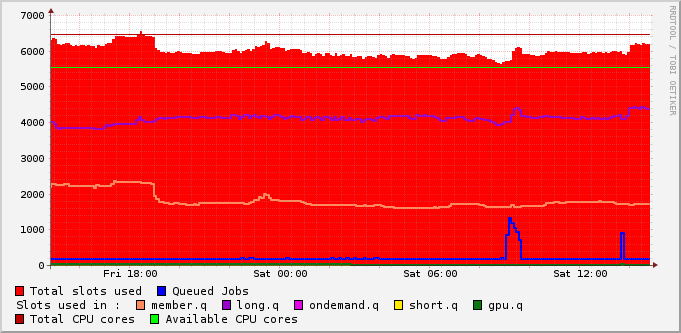 7000
6000
5000
4000
3000
2000
1000
0
Fri 18:00 Sat 00:00 Sat 06:00 Sat 12:00
RRDTOOL / TOBI OETIKER
Total slots used Queued Jobs
Slots used in : member.q long.q ondemand.q short.q gpu.q
Total CPU cores Available CPU cores